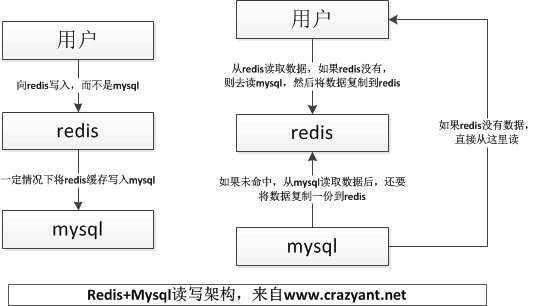 用户
向redis写入，而不是mysql
redis
一定情况下将redis缓存写入mysql
mysql
用户
从redis读取数据，如果redis没有，
则去读mysql，然后将数据复制到redis
redis
如果未命中，从mysql读取数据后，还要
将数据复制一份到redis
mysql
如果redis没有数据，
直接从这里读
Redis+Mysql读写架构，来自www.crazyant.net